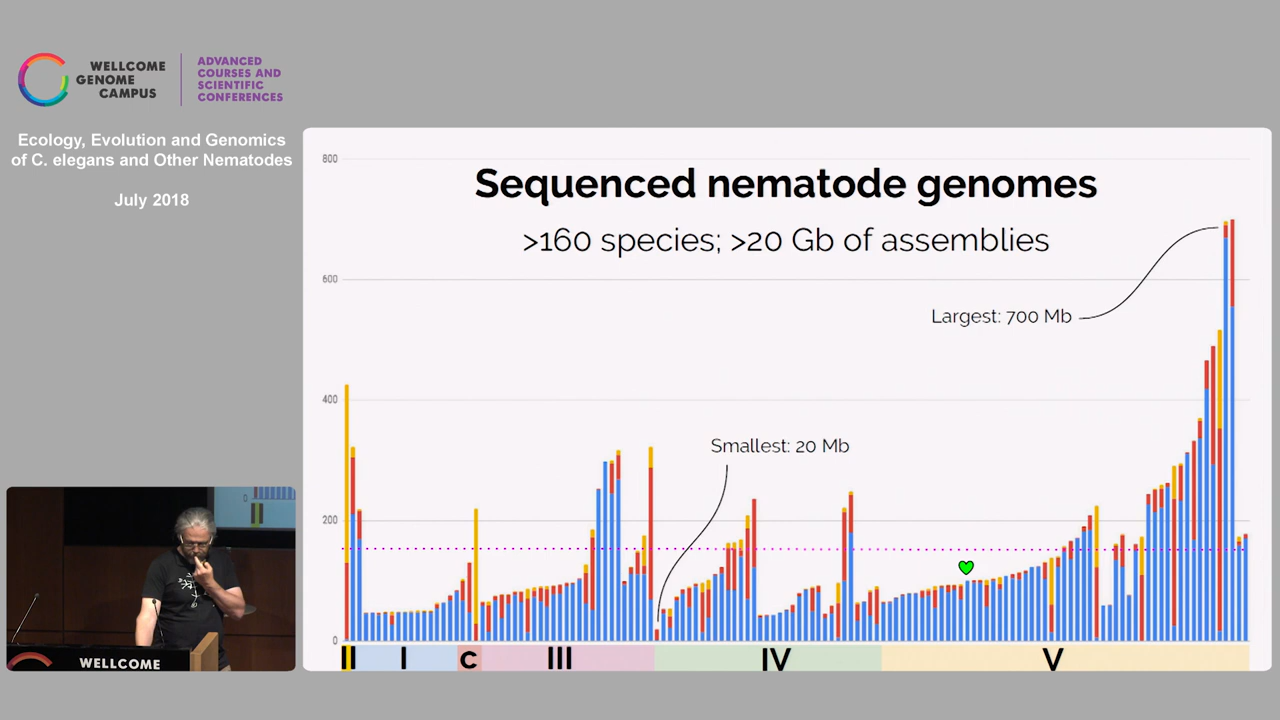 WELLCOME
GENOME
CAMPUS
ADVANCED
COURSES AND
SCIENTIFIC
CONFERENCES
Ecology, Evolution and Genomics
of C. elegans and Other Nematodes
July 2018
Sequenced nematode genomes
>160 species; >20 Gb of assemblies
Largest: 700 Mb
Smallest: 20 Mb
800
600
400
200
0
II I c III IV V
WELLCOME